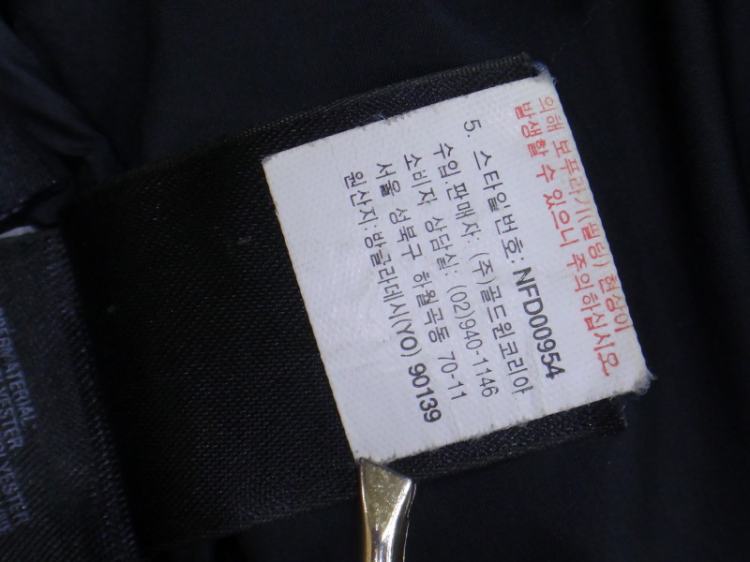 의해 보푸라기(필링) 현상이
발생할 수 있으니 주의하십시오
5. 스타일번호: NFD00954
수입.판매자: (주)골드윈코리아
소비자 상담실: (02)940-1146
서울 성북구 하월곡동 70-11
원산지: 방글라데시(YO) 90139
MATERIAL